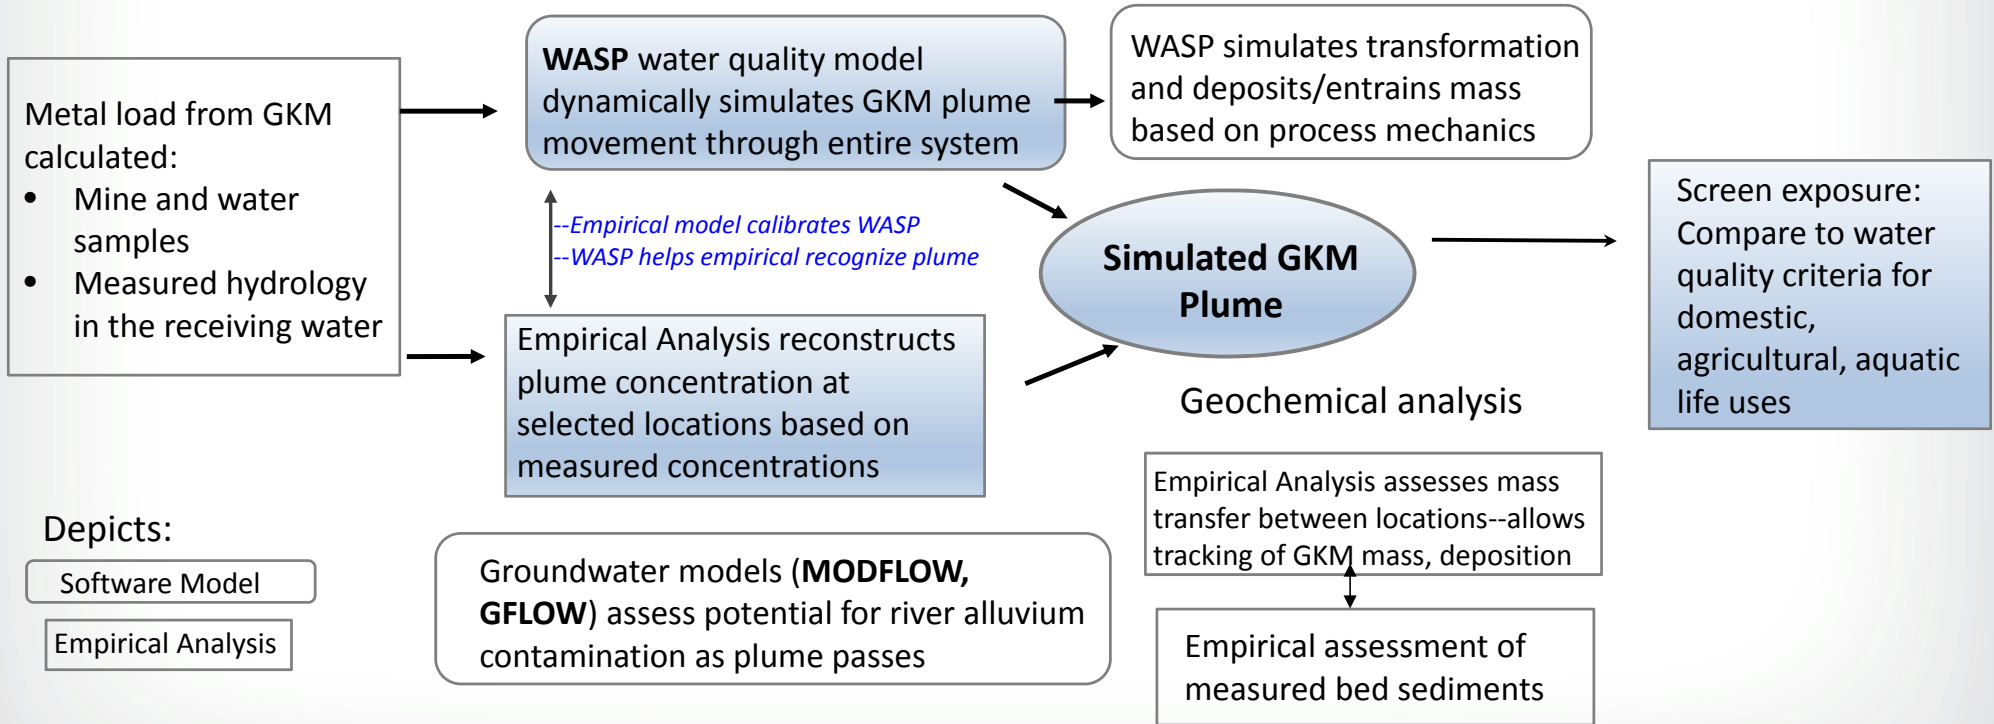 Metal load from GKM
calculated:
• Mine and water
samples
• Measured hydrology
in the receiving water
WASP water quality model
dynamically simulates GKM plume
movement through entire system
WASP simulates transformation
and deposits/entrains mass
based on process mechanics
--Empirical model calibrates WASP
--WASP helps empirical recognize plume
Simulated GKM
Plume
Screen exposure:
Compare to water
quality criteria for
domestic,
agricultural, aquatic
life uses
Empirical Analysis reconstructs
plume concentration at
selected locations based on
measured concentrations
Geochemical analysis
Empirical Analysis assesses mass
transfer between locations--allows
tracking of GKM mass, deposition
Empirical assessment of
measured bed sediments
Groundwater models (MODFLOW,
GFLOW) assess potential for river alluvium
contamination as plume passes
Depicts:
Software Model
Empirical Analysis